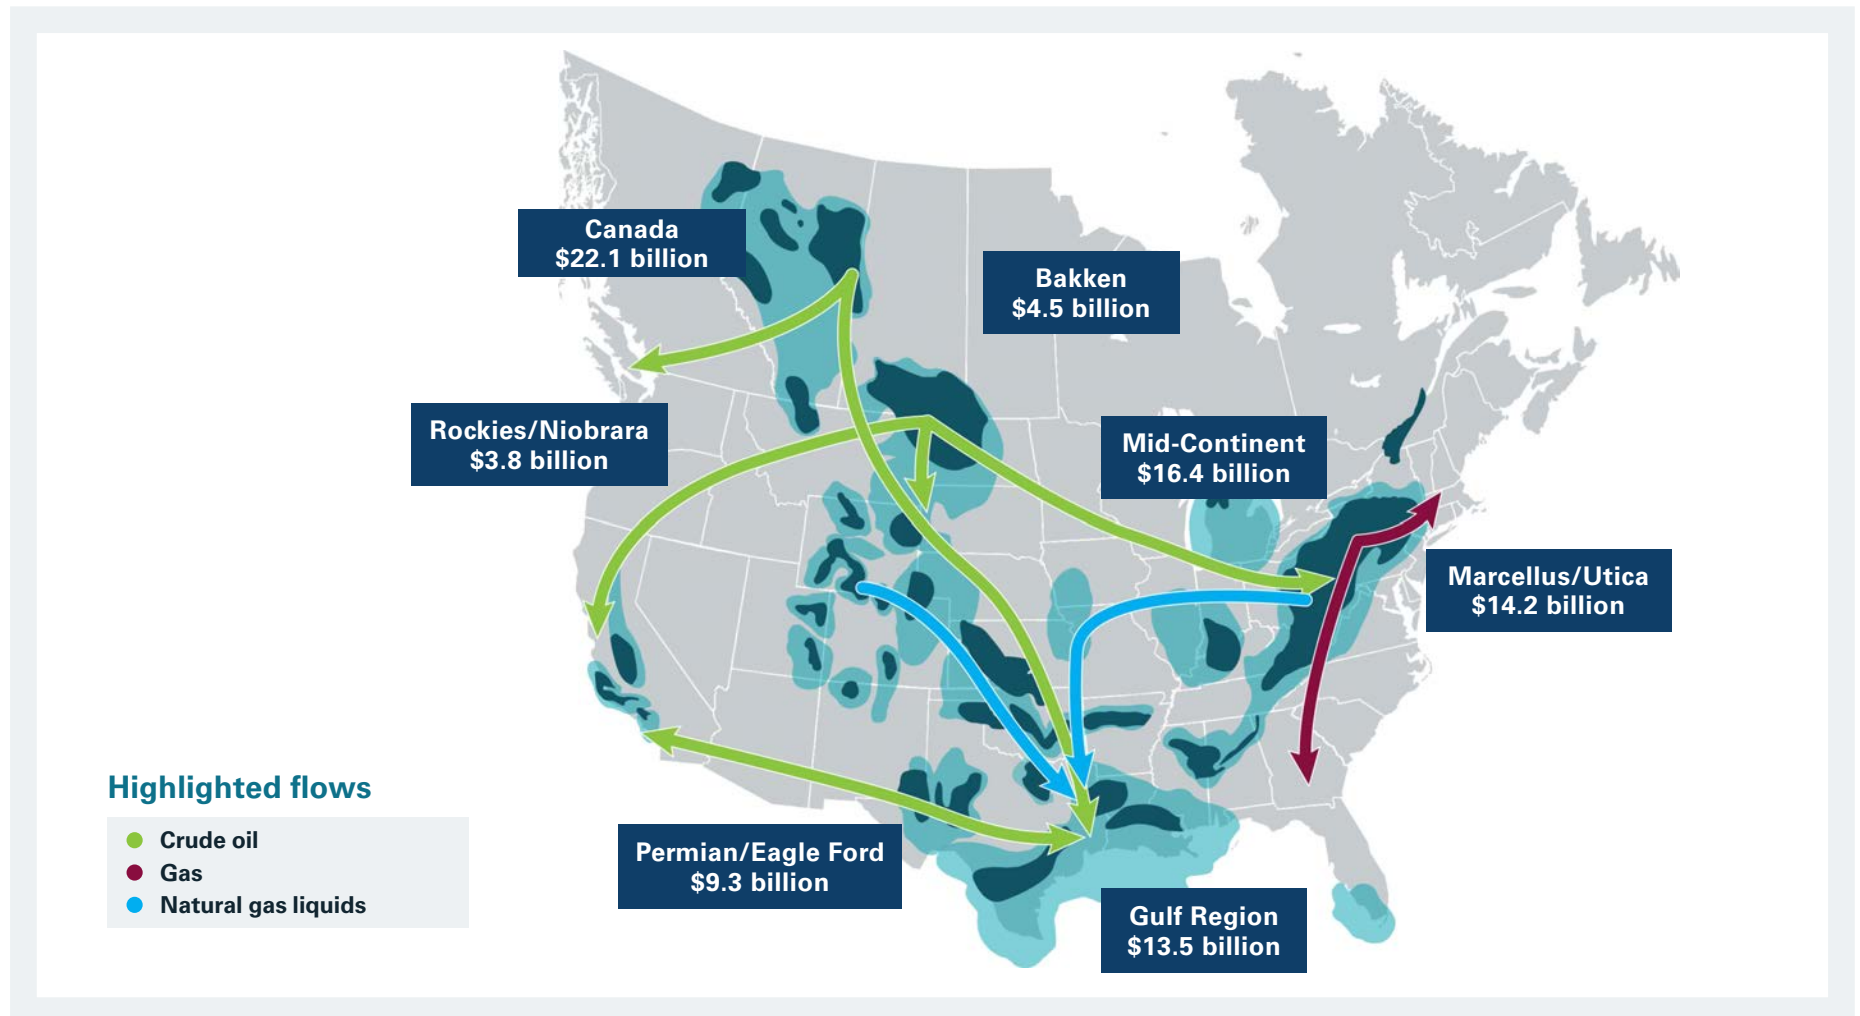 Canada
$22.1 billion
Bakken
$4.5 billion
Rockies/Niobrara
$3.8 billion
Mid-Continent
$16.4 billion
Marcellus/Utica
$14.2 billion
Highlighted flows
Crude oil
Gas
Natural gas liquids
Permian/Eagle Ford
$9.3 billion
Gulf Region
$13.5 billion